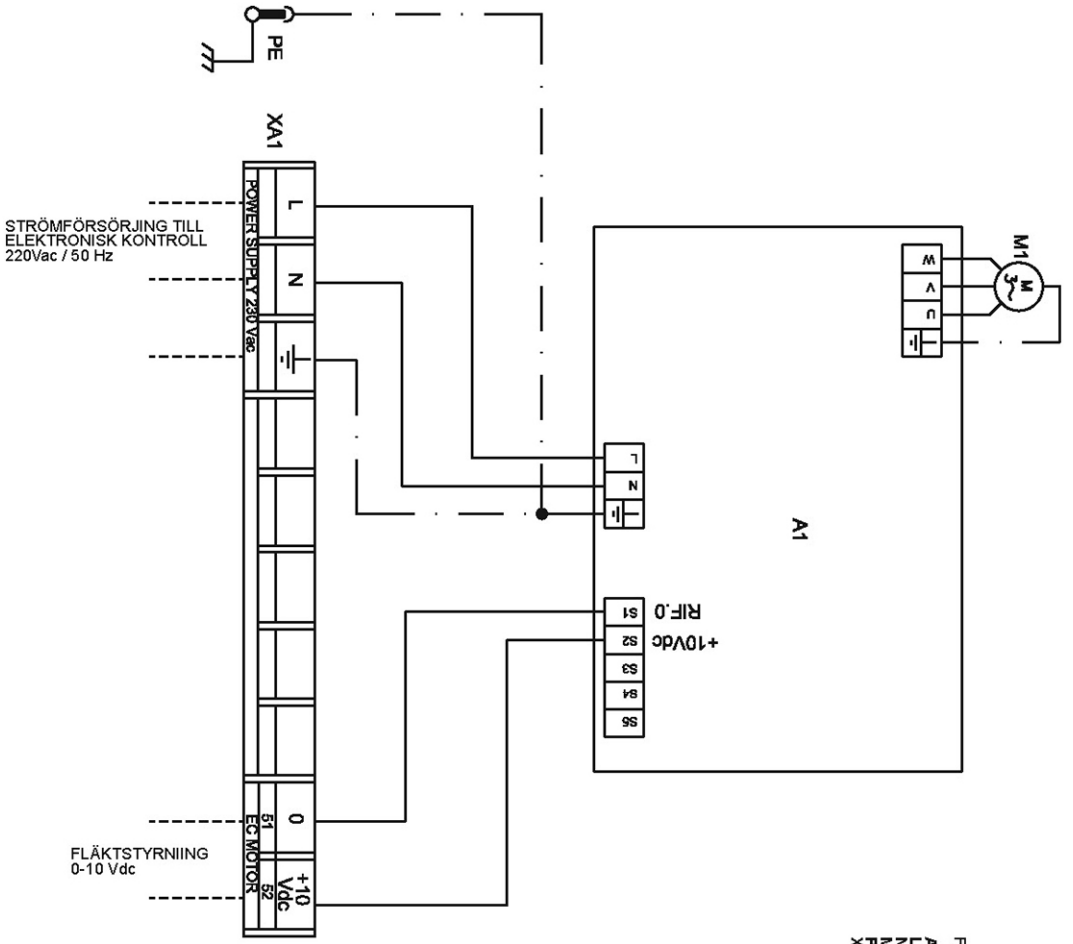 PE
XA1
L
N
POWER SUPPLY 230 Vac
STRÖMFÖRSÖRJING TILL
ELEKTRONISK KONTROLL
220Vac / 50 Hz
M1
M
3~
W
V
U
L
N
A1
S1
S2
S3
S4
S5
RIF.0
+10Vdc
0
51
+10
Vdc
52
EC MOTOR
FLÄKTSTYRNIING
0-10 Vdc